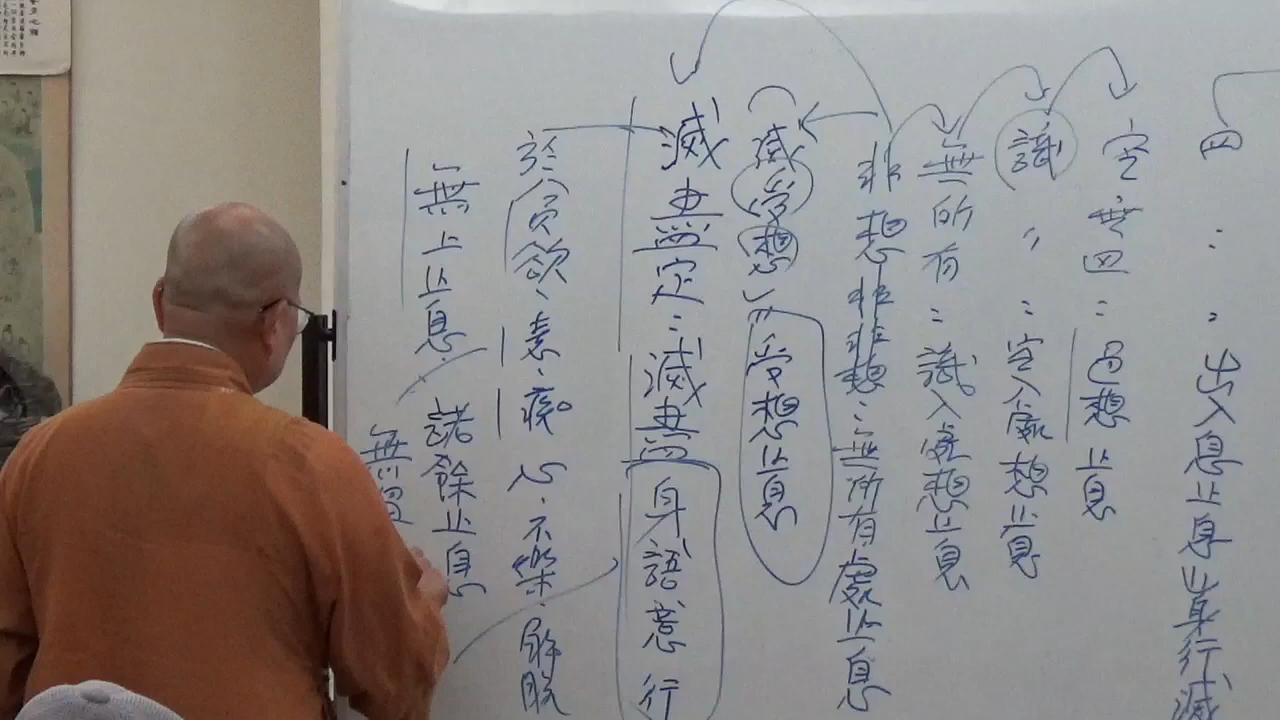 四 : : 出入息止息 身行滅
空無邊 : 色想止息
識 〃 : 空入處想止息
無所有 : 識入處想止息
非想非非想 : 無所有處止息
滅受想 受想止息
滅盡定 : 滅盡 身語意行
於貪欲、恚、癡。心.不樂.解脫
無上止息. 諸餘止息
無